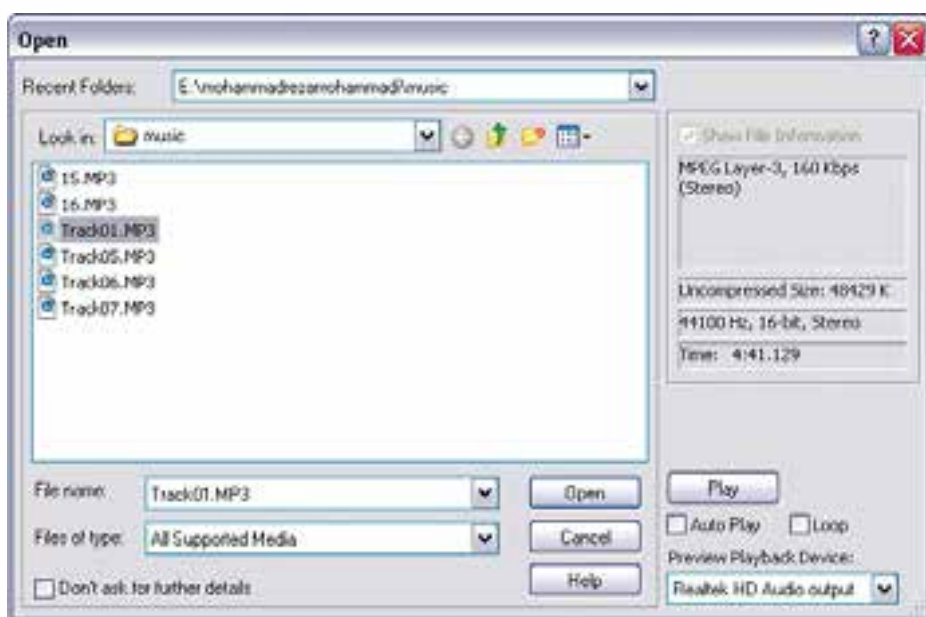 Open
Recent Folders: E:\mohammadrezamohammadi\music
Look in: music
15.MP3
16.MP3
Track01.MP3
Track05.MP3
Track06.MP3
Track07.MP3
File name: Track01.MP3 Open
Files of type: All Supported Media Cancel
Don't ask for further details Help
Show File Information
MPEG Layer-3, 160 Kbps
(Stereo)
Uncompressed Size: 48429 K
44100 Hz, 16-bit, Stereo
Time: 4:41.129
Play
Auto Play Loop
Preview Playback Device:
Realtek HD Audio output